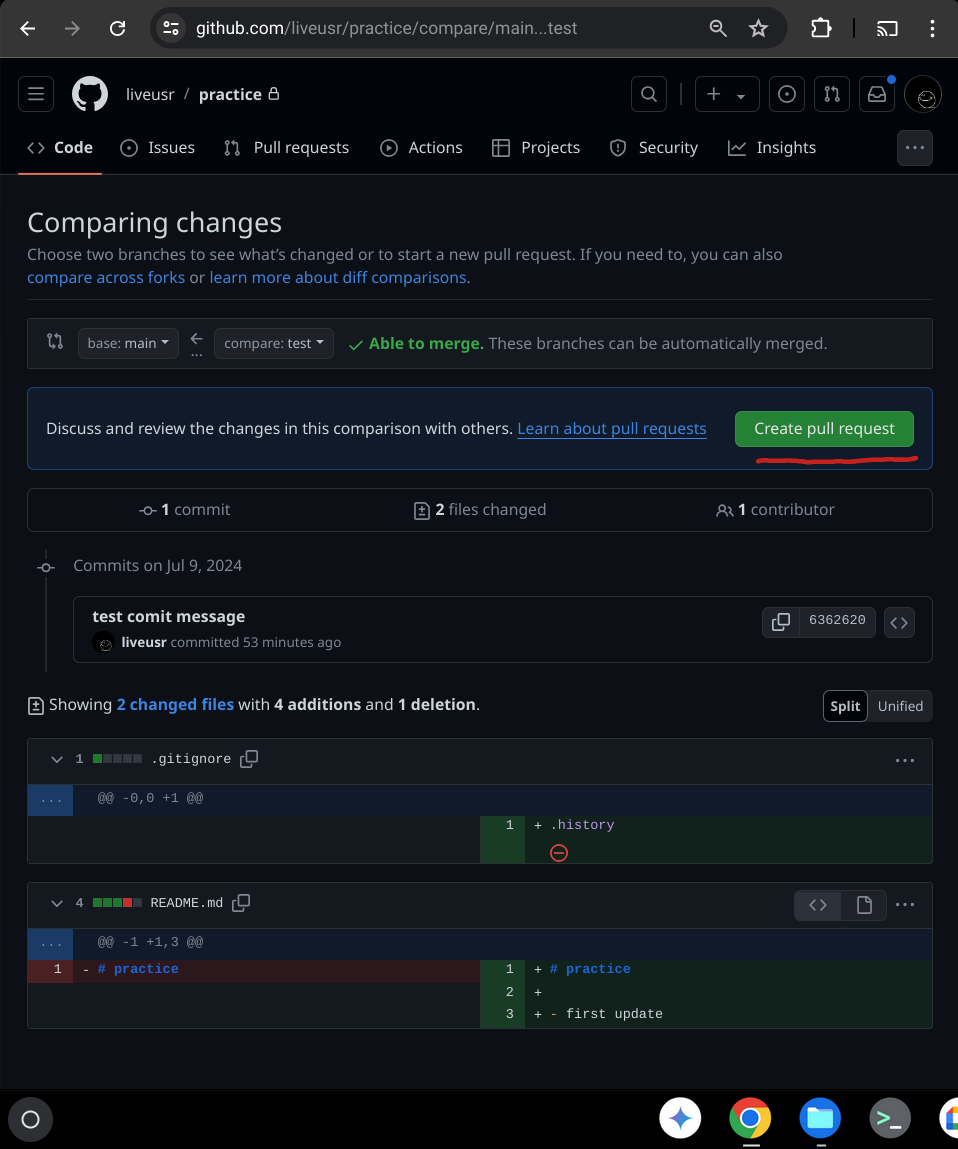 github.com/liveusr/practice/compare/main...test
liveusr / practice
Code Issues Pull requests Actions Projects Security Insights
Comparing changes
Choose two branches to see what's changed or to start a new pull request. If you need to, you can also
compare across forks or learn more about diff comparisons.
base: main compare: test Able to merge. These branches can be automatically merged.
Discuss and review the changes in this comparison with others. Learn about pull requests Create pull request
1 commit 2 files changed 1 contributor
Commits on Jul 9, 2024
test comit message
6362620
liveusr committed 53 minutes ago
Showing 2 changed files with 4 additions and 1 deletion.
Split Unified
1 .gitignore
... @@ -0,0 +1 @@
1 + .history
4 README.md
... @@ -1 +1,3 @@
1 - # practice 1 + # practice
2 +
3 + - first update